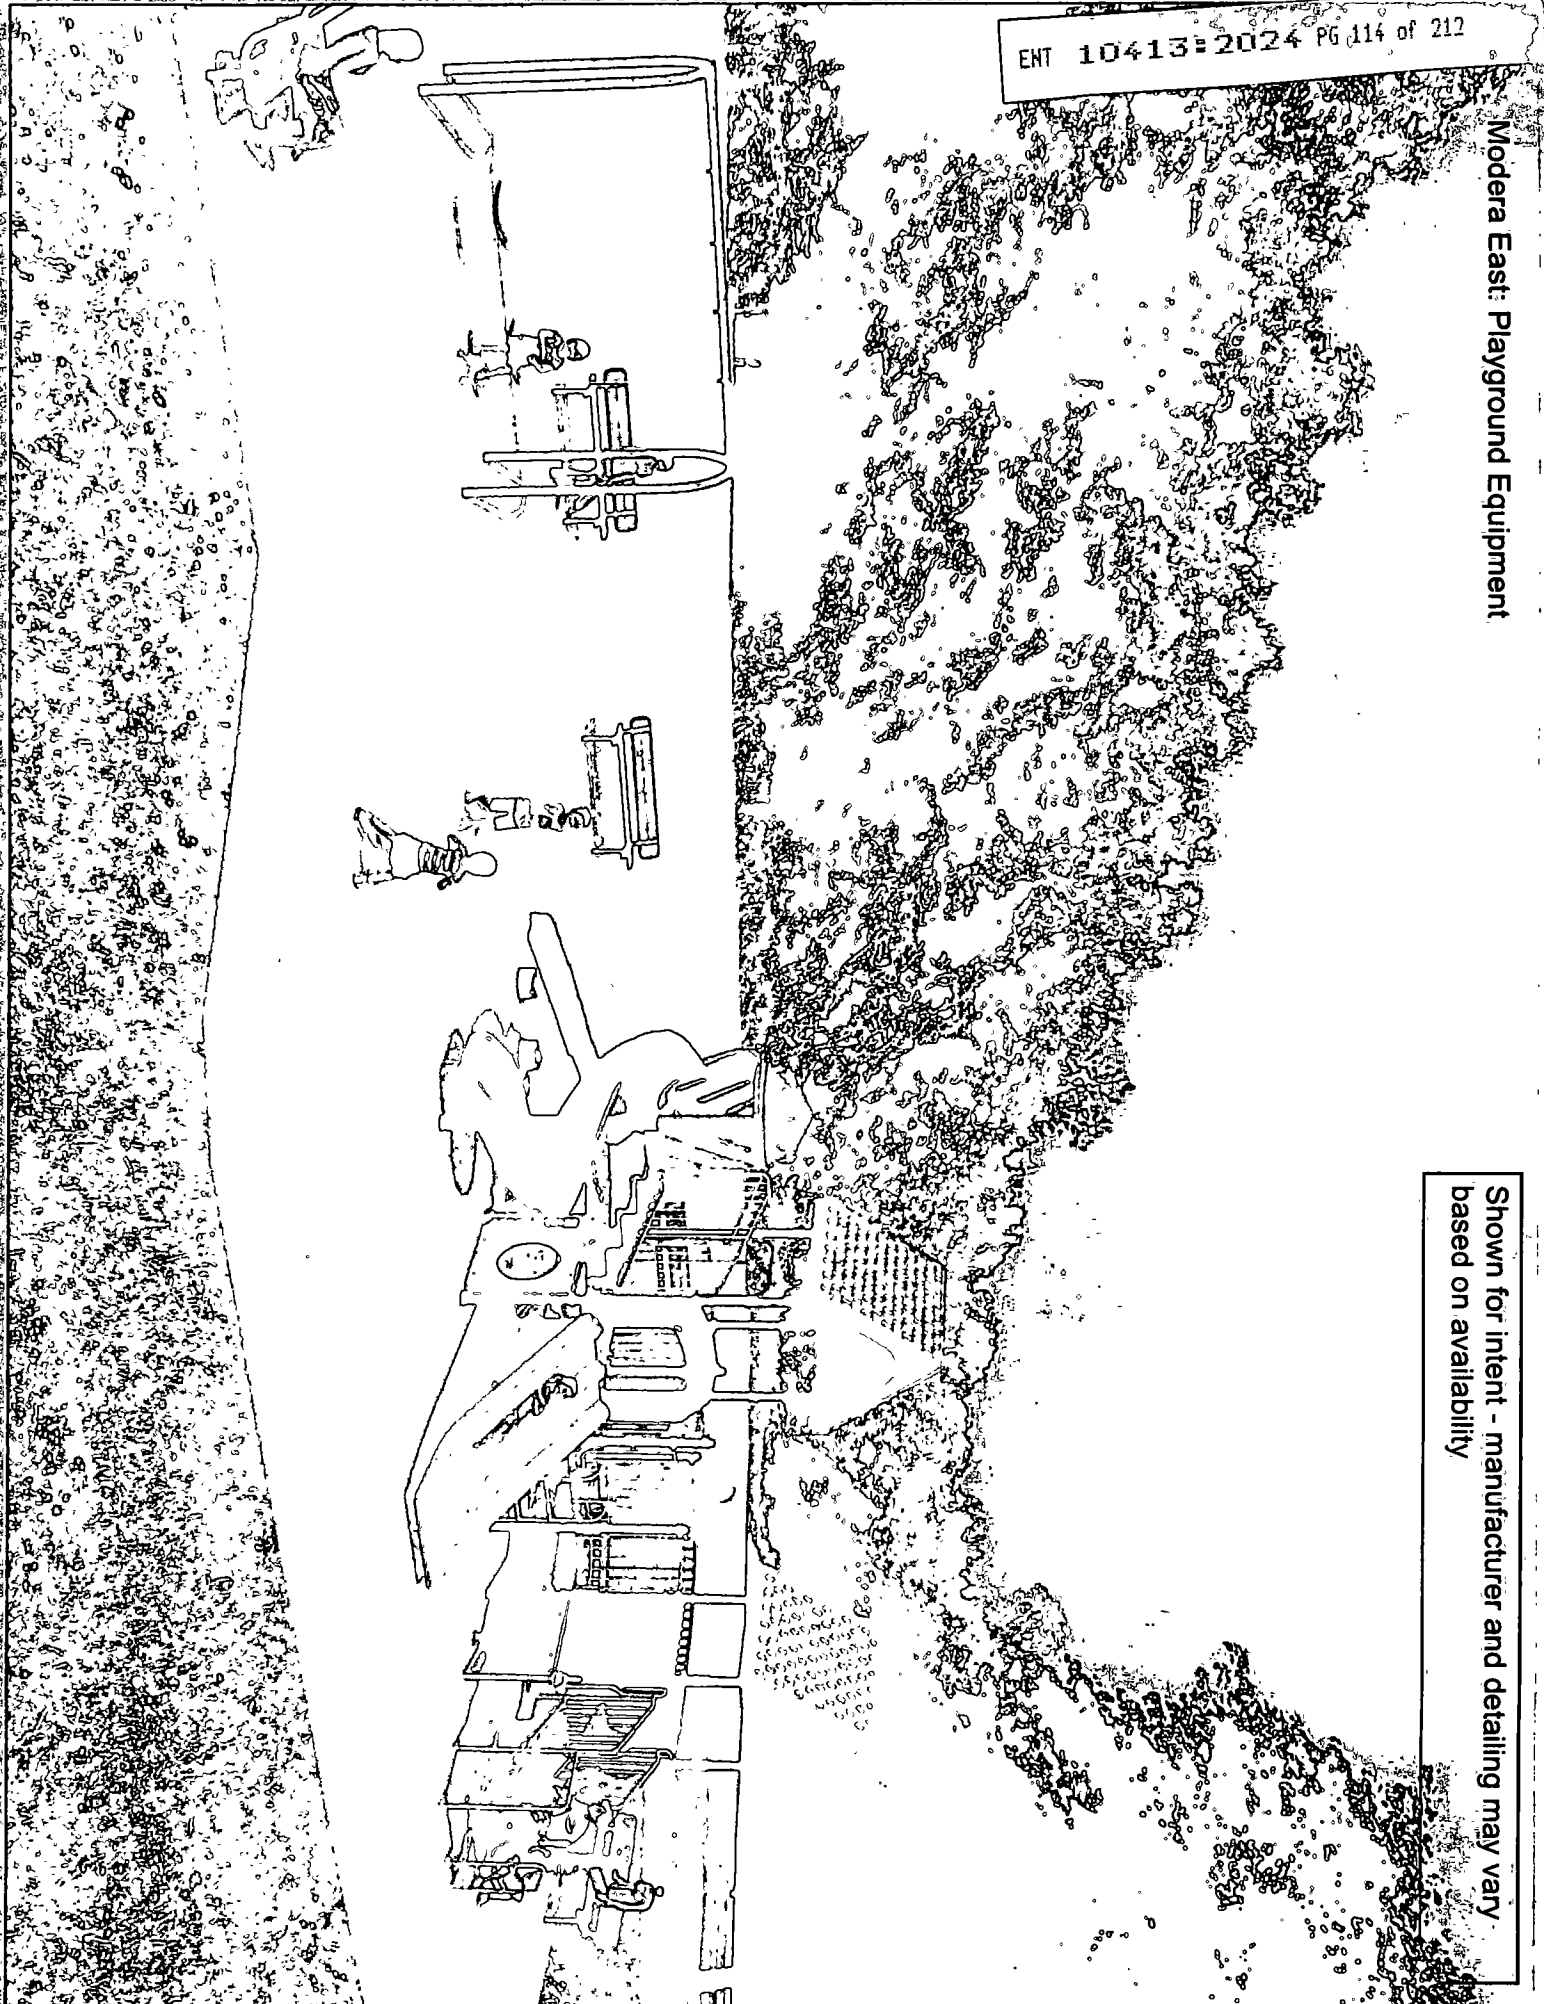 ENT 10413:2024 PG 114 of 212
Modera East: Playground Equipment
Shown for intent - manufacturer and detailing may vary
based on availability